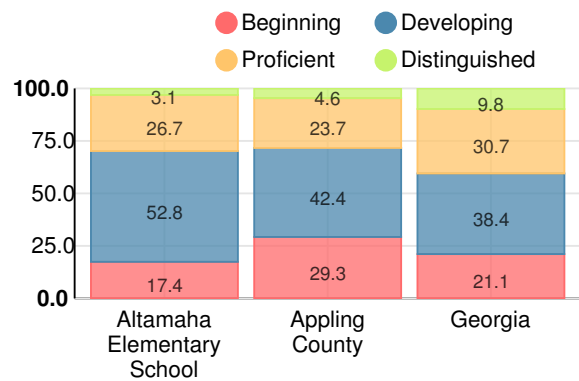 Beginning Developing
Proficient Distinguished
100.0
75.0
50.0
25.0
0.0
3.1 4.6 9.8
26.7 23.7 30.7
52.8 42.4 38.4
17.4 29.3 21.1
Altamaha Elementary School
Appling County
Georgia